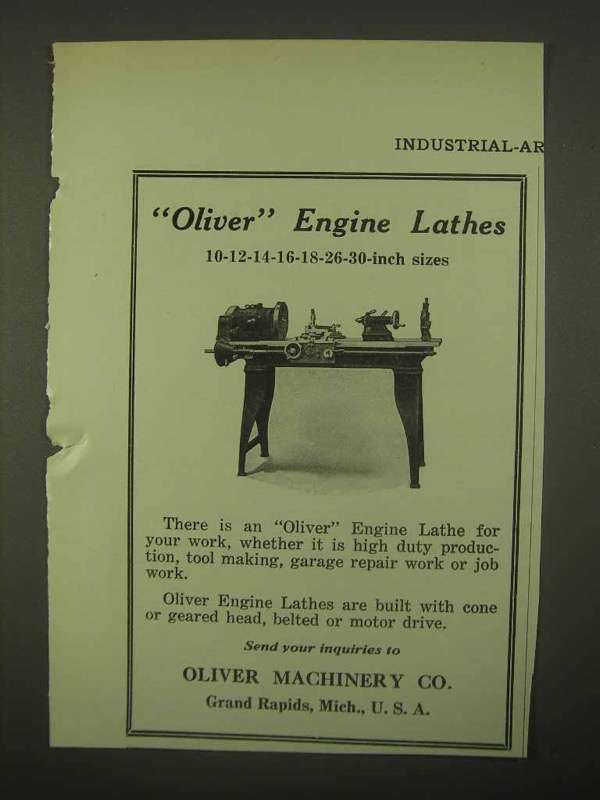 INDUSTRIAL-AR
"Oliver" Engine Lathes
10-12-14-16-18-26-30-inch sizes
There is an "Oliver" Engine Lathe for
your work, whether it is high duty produc-
tion, tool making, garage repair work or job
work.
Oliver Engine Lathes are built with cone
or geared head, belted or motor drive.
Send your inquiries to
OLIVER MACHINERY CO.
Grand Rapids, Mich., U. S. A.